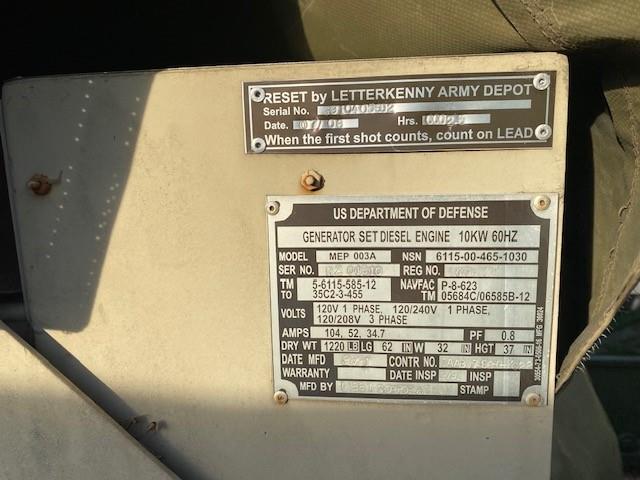 RESET by LETTERKENNY ARMY DEPOT
Serial No.
Date. Hrs.
When the first shot counts, count on LEAD
US DEPARTMENT OF DEFENSE
GENERATOR SET DIESEL ENGINE 10KW 60HZ
MODEL MEP 003A NSN 6115-00-465-1030
SER NO. REG NO.
TM 5-6115-585-12 NAVFAC P-8-623
TO 35C2-3-455 TM 05684C/06585B-12
VOLTS 120V 1 PHASE, 120/240V 1 PHASE,
120/208V 3 PHASE
AMPS 104, 52, 34.7 PF 0.8
DRY WT 1220 LB LG 62 IN W 32 IN HGT 37 IN
DATE MFD CONTR NO.
WARRANTY DATE INSP INSP
MFD BY STAMP